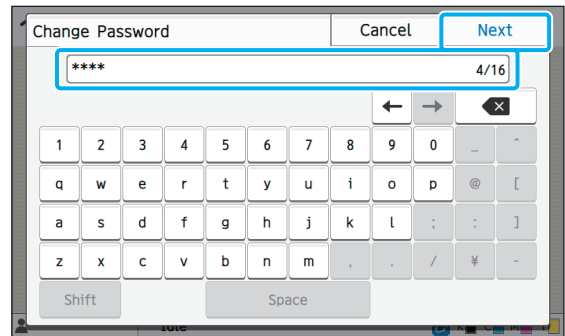 Change Password Cancel Next
**** 4/16
← →
1 2 3 4 5 6 7 8 9 0 _ ^
q w e r t y u i o p @ [
a s d f g h j k l ; : ]
z x c v b n m , . / ¥ -
Shift Space
Idle K C M